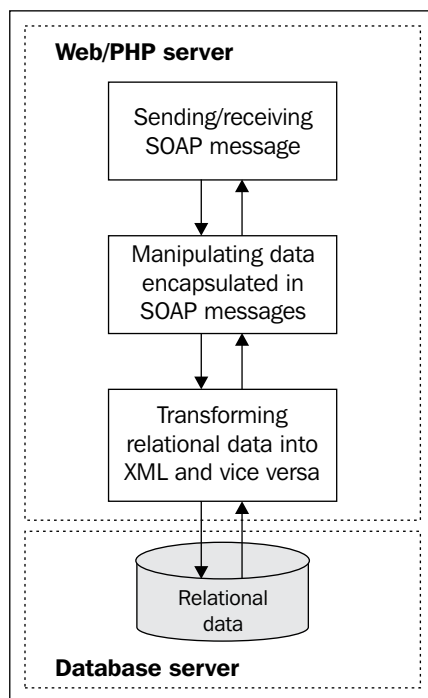 Web/PHP server
Sending/receiving
SOAP message
Manipulating data
encapsulated in
SOAP messages
Transforming
relational data into
XML and vice versa
Relational
data
Database server